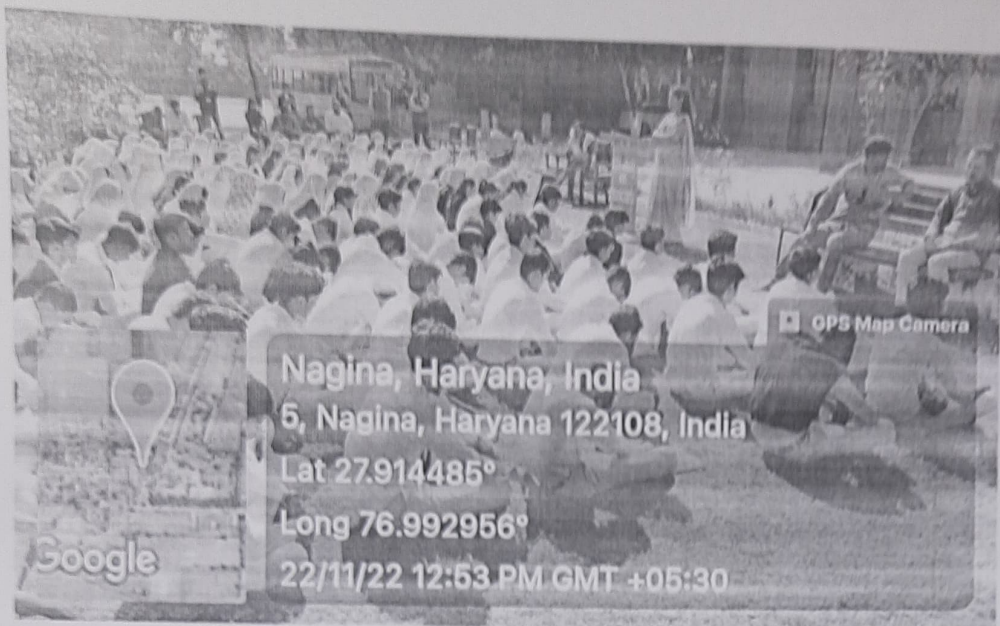 GPS Map Camera
Nagina, Haryana, India
5, Nagina, Haryana 122108, India
Lat 27.914485°
Long 76.992956°
22/11/22 12:53 PM GMT +05:30
Google